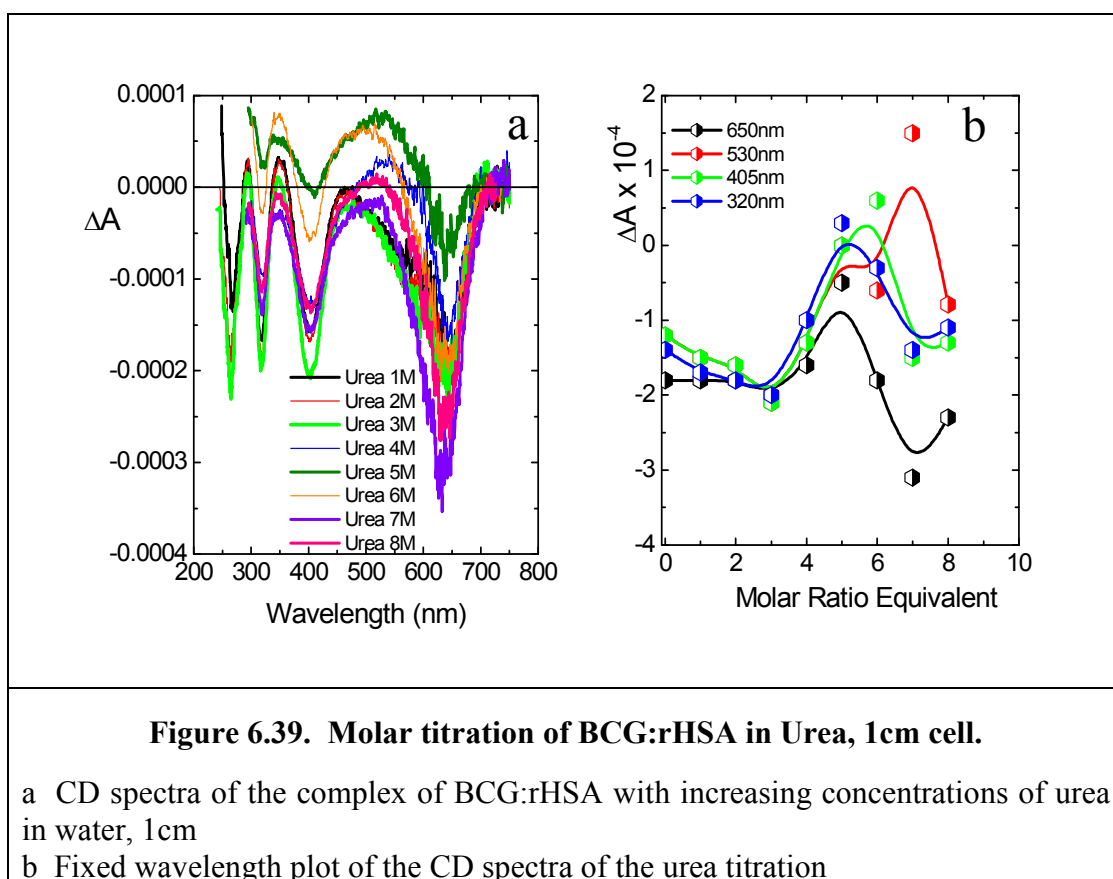 a
0.0001
0.0000
-0.0001
-0.0002
-0.0003
-0.0004
ΔA
200 300 400 500 600 700 800
Wavelength (nm)
Urea 1M
Urea 2M
Urea 3M
Urea 4M
Urea 5M
Urea 6M
Urea 7M
Urea 8M
b
2
1
0
-1
-2
-3
-4
ΔA x 10⁻⁴
0 2 4 6 8 10
Molar Ratio Equivalent
650nm
530nm
405nm
320nm
Figure 6.39. Molar titration of BCG:rHSA in Urea, 1cm cell.
a CD spectra of the complex of BCG:rHSA with increasing concentrations of urea
in water, 1cm
b Fixed wavelength plot of the CD spectra of the urea titration